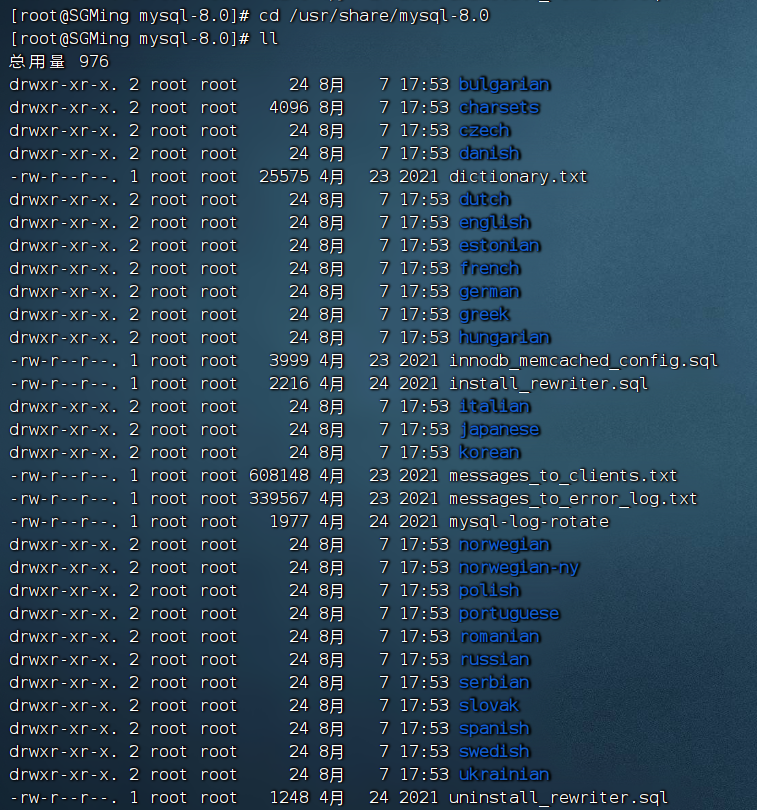 [root@SGMing mysql-8.0]# cd /usr/share/mysql-8.0
[root@SGMing mysql-8.0]# ll
总用量 976
drwxr-xr-x. 2 root root     24 8月   7 17:53 bulgarian
drwxr-xr-x. 2 root root   4096 8月   7 17:53 charsets
drwxr-xr-x. 2 root root     24 8月   7 17:53 czech
drwxr-xr-x. 2 root root     24 8月   7 17:53 danish
-rw-r--r--. 1 root root  25575 4月  23 2021 dictionary.txt
drwxr-xr-x. 2 root root     24 8月   7 17:53 dutch
drwxr-xr-x. 2 root root     24 8月   7 17:53 english
drwxr-xr-x. 2 root root     24 8月   7 17:53 estonian
drwxr-xr-x. 2 root root     24 8月   7 17:53 french
drwxr-xr-x. 2 root root     24 8月   7 17:53 german
drwxr-xr-x. 2 root root     24 8月   7 17:53 greek
drwxr-xr-x. 2 root root     24 8月   7 17:53 hungarian
-rw-r--r--. 1 root root   3999 4月  23 2021 innodb_memcached_config.sql
-rw-r--r--. 1 root root   2216 4月  24 2021 install_rewriter.sql
drwxr-xr-x. 2 root root     24 8月   7 17:53 italian
drwxr-xr-x. 2 root root     24 8月   7 17:53 japanese
drwxr-xr-x. 2 root root     24 8月   7 17:53 korean
-rw-r--r--. 1 root root 608148 4月  23 2021 messages_to_clients.txt
-rw-r--r--. 1 root root 339567 4月  23 2021 messages_to_error_log.txt
-rw-r--r--. 1 root root   1977 4月  24 2021 mysql-log-rotate
drwxr-xr-x. 2 root root     24 8月   7 17:53 norwegian
drwxr-xr-x. 2 root root     24 8月   7 17:53 norwegian-ny
drwxr-xr-x. 2 root root     24 8月   7 17:53 polish
drwxr-xr-x. 2 root root     24 8月   7 17:53 portuguese
drwxr-xr-x. 2 root root     24 8月   7 17:53 romanian
drwxr-xr-x. 2 root root     24 8月   7 17:53 russian
drwxr-xr-x. 2 root root     24 8月   7 17:53 serbian
drwxr-xr-x. 2 root root     24 8月   7 17:53 slovak
drwxr-xr-x. 2 root root     24 8月   7 17:53 spanish
drwxr-xr-x. 2 root root     24 8月   7 17:53 swedish
drwxr-xr-x. 2 root root     24 8月   7 17:53 ukrainian
-rw-r--r--. 1 root root   1248 4月  24 2021 uninstall_rewriter.sql